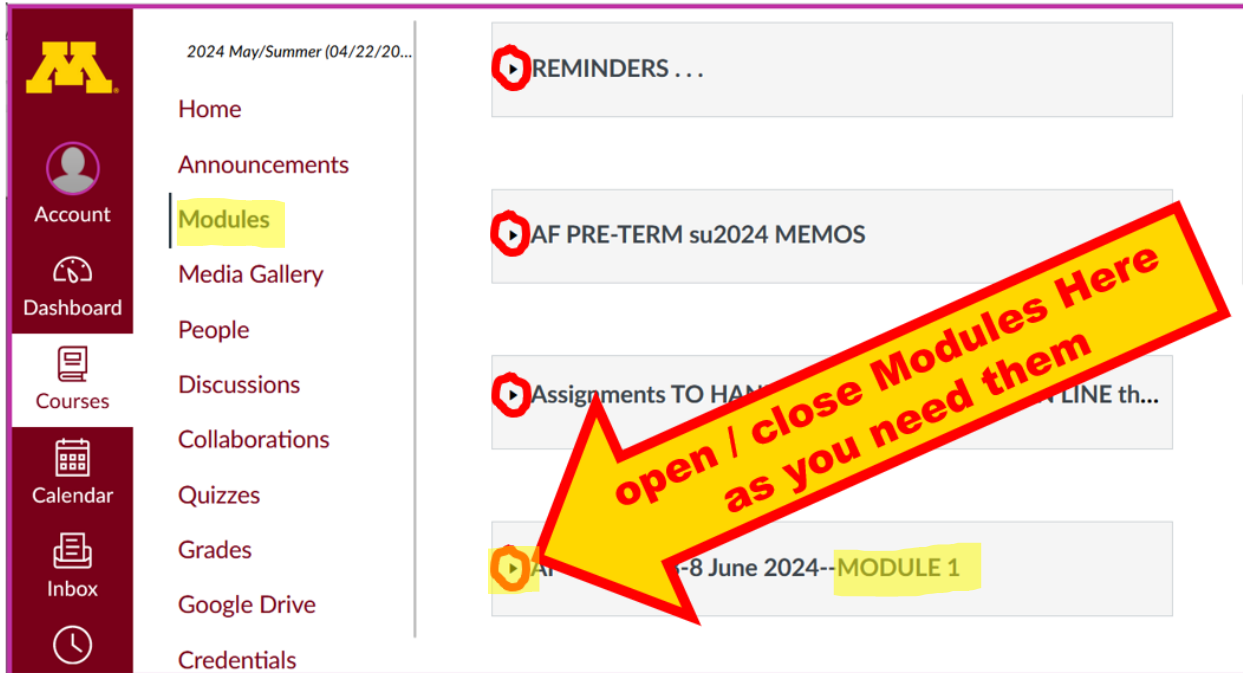 M
2024 May/Summer (04/22/20...
Home
Announcements
Modules
Media Gallery
People
Discussions
Collaborations
Quizzes
Grades
Google Drive
Credentials
Account
Dashboard
Courses
Calendar
Inbox
REMINDERS . . .
AF PRE-TERM su2024 MEMOS
Assignments TO LINE th...
-8 June 2024--MODULE 1
open / close Modules Here
as you need them